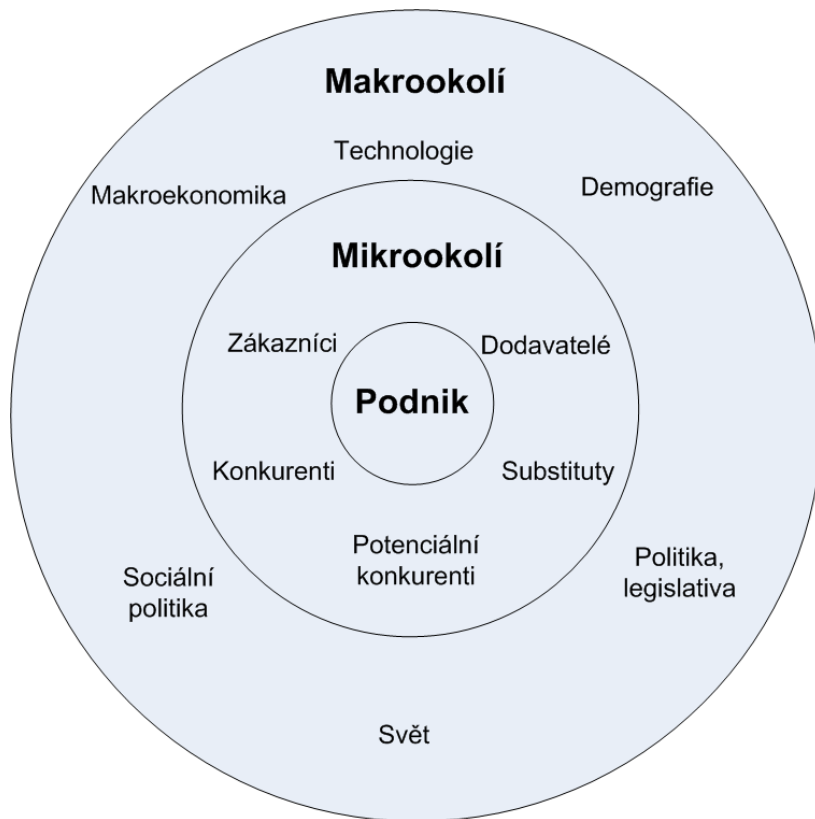 Makrookolí
Technologie
Makroekonomika
Demografie
Mikrookolí
Zákazníci
Dodavatelé
Podnik
Konkurenti
Substituty
Potenciální
konkurenti
Sociální
politika
Politika,
legislativa
Svět